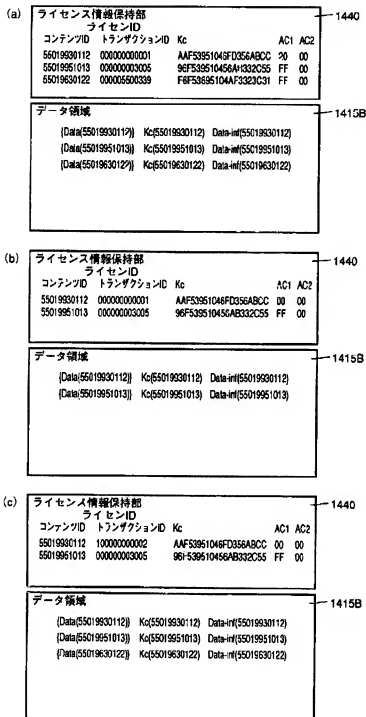 (a)
ライセンス情報保持部
1440
ライセンID
コンテンツID トランザクションID Kc AC1 AC2
55019930112 000000000001 AAF53951046FD356ABCC 20 00
55019951013 000000003005 FF 00
55019630122 000005500339 F6F53695104AF3323C31 FF 00
データ領域
1415B
{Data(55019930112)} Kc(55019930112) Data-inf(55019930112)
{Data(55019951013)} Kc(55019951013) Data-inf(55019951013)
{Data(55019630122)} Kc(55019630122) Data-inf(55019630122)
(b)
ライセンス情報保持部
1440
ライセンID
コンテンツID トランザクションID Kc AC1 AC2
55019930112 000000000001 AAF53951046FD356ABCC 00 00
55019951013 000000003005 96F539510456AB332C55 FF 00
データ領域
1415B
{Data(55019930112)} Kc(55019930112) Data-inf(55019930112)
{Data(55019951013)} Kc(55019951013) Data-inf(55019951013)
(c)
ライセンス情報保持部
1440
ライセンID
コンテンツID トランザクションID Kc AC1 AC2
55019930112 100000000002 AAF53951046FD356ABCC 00 00
55019951013 000000003005 96F539510456AB332C55 FF 00
データ領域
1415B
{Data(55019930112)} Kc(55019930112) Data-inf(55019930112)
{Data(55019951013)} Kc(55019951013) Data-inf(55019951013)
{Data(55019630122)} Kc(55019630122) Data-inf(55019630122)